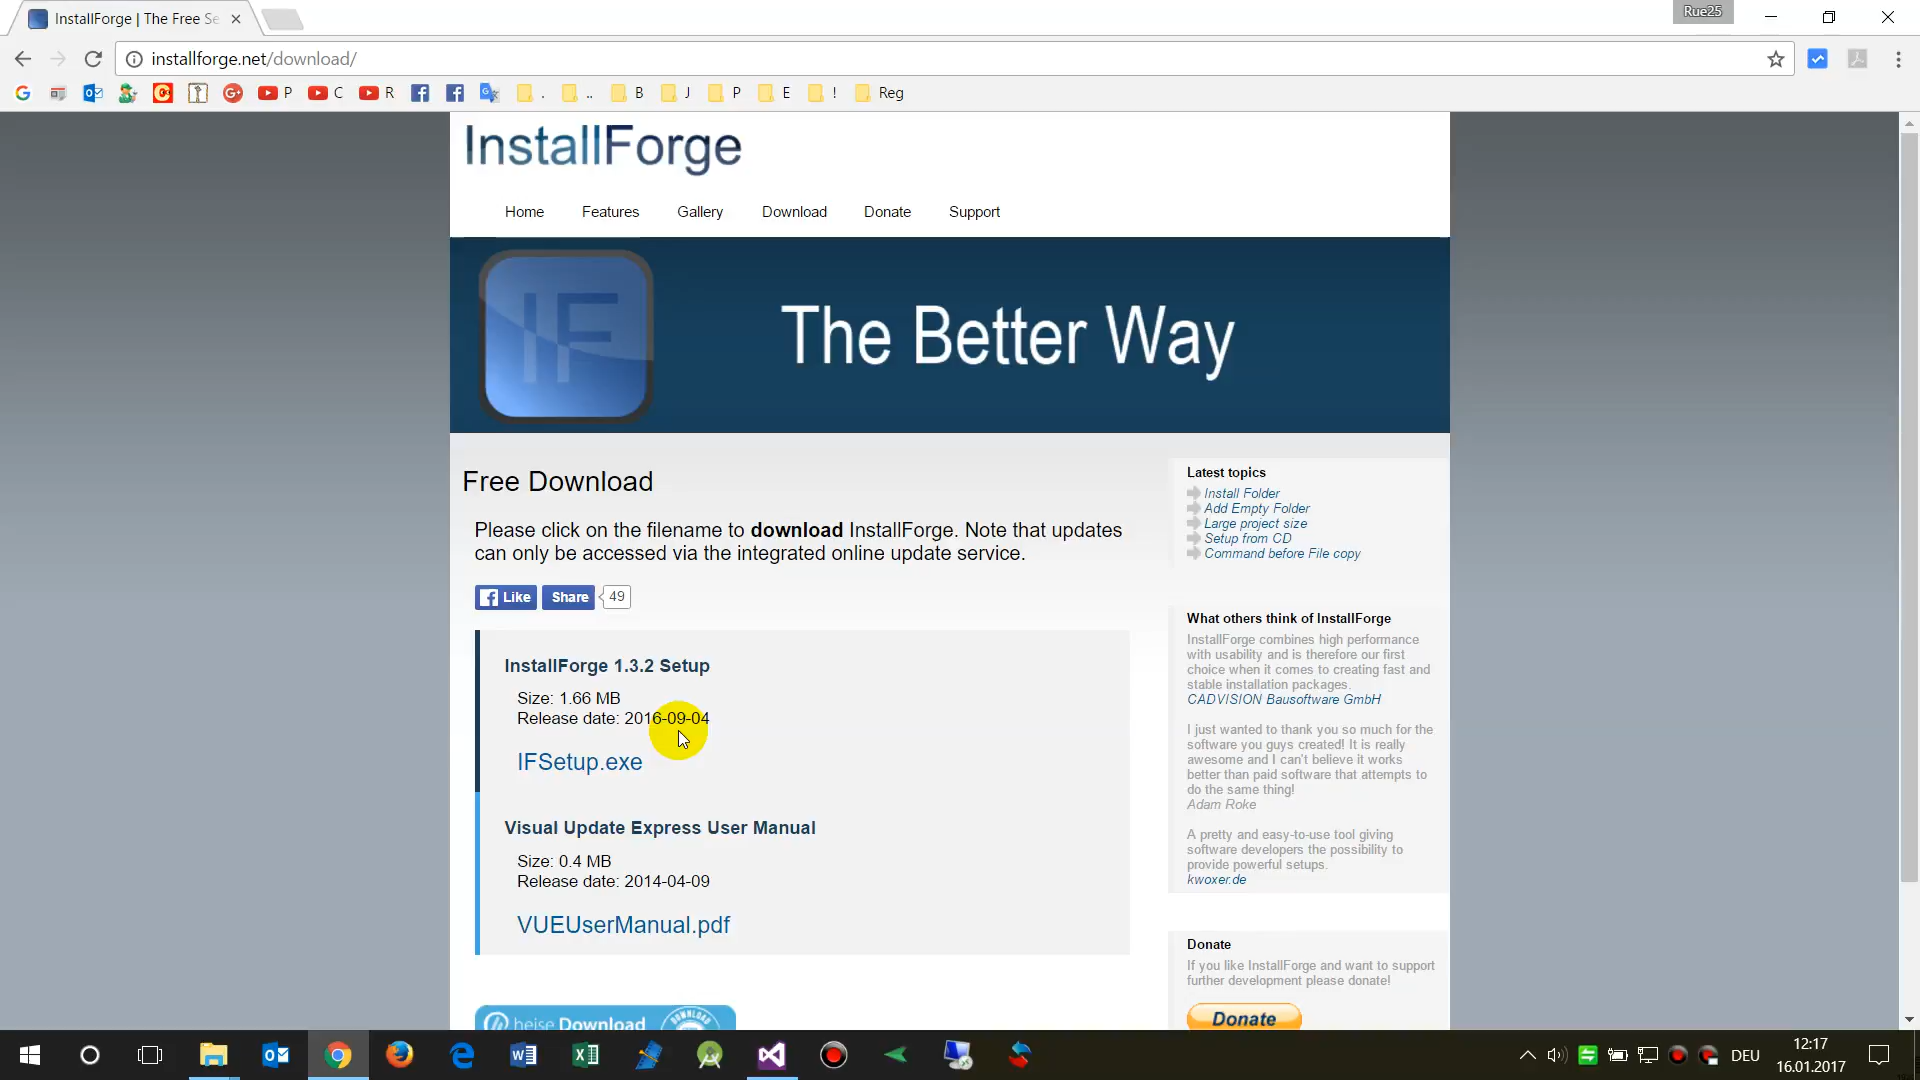 InstallForge | The Free Se
Rue25
installforge.net/download/
P
C
R
.
..
B
J
P
E
!
Reg
InstallForge
Home
Features
Gallery
Download
Donate
Support
IF
The Better Way
Free Download
Please click on the filename to download InstallForge. Note that updates
can only be accessed via the integrated online update service.
Like
Share
49
InstallForge 1.3.2 Setup
Size: 1.66 MB
Release date: 2016-09-04
IFSetup.exe
Visual Update Express User Manual
Size: 0.4 MB
Release date: 2014-04-09
VUEUserManual.pdf
heise Download
DOWNLOAD
Latest topics
Install Folder
Add Empty Folder
Large project size
Setup from CD
Command before File copy
What others think of InstallForge
InstallForge combines high performance
with usability and is therefore our first
choice when it comes to creating fast and
stable installation packages.
CADVISION Bausoftware GmbH
I just wanted to thank you so much for the
software you guys created! It is really
awesome and I can't believe it works
better than paid software that attempts to
do the same thing!
Adam Roke
A pretty and easy-to-use tool giving
software developers the possibility to
provide powerful setups.
kwoxer.de
Donate
If you like InstallForge and want to support
further development please donate!
Donate
DEU
12:17
16.01.2017